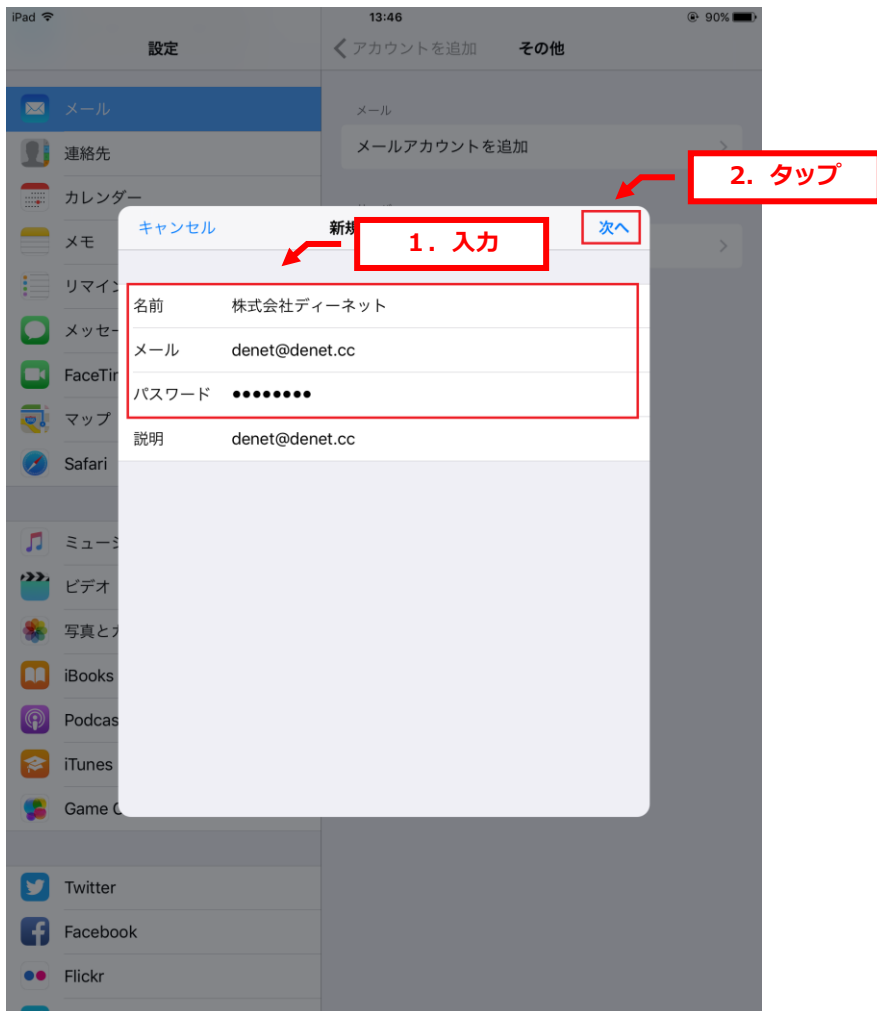 iPad 13:46 90%
設定
アカウントを追加 その他
メール
連絡先
カレンダー
メモ
リマイン
メッセー
FaceTi
マップ
Safari
ミュージ
ビデオ
写真と
iBooks
Podcas
iTunes
Game C
Twitter
Facebook
Flickr
メール
メールアカウントを追加
2. タップ
キャンセル 新規 次へ
1. 入力
名前 株式会社ディーネット
メール denet@denet.cc
パスワード ●●●●●●●●
説明 denet@denet.cc